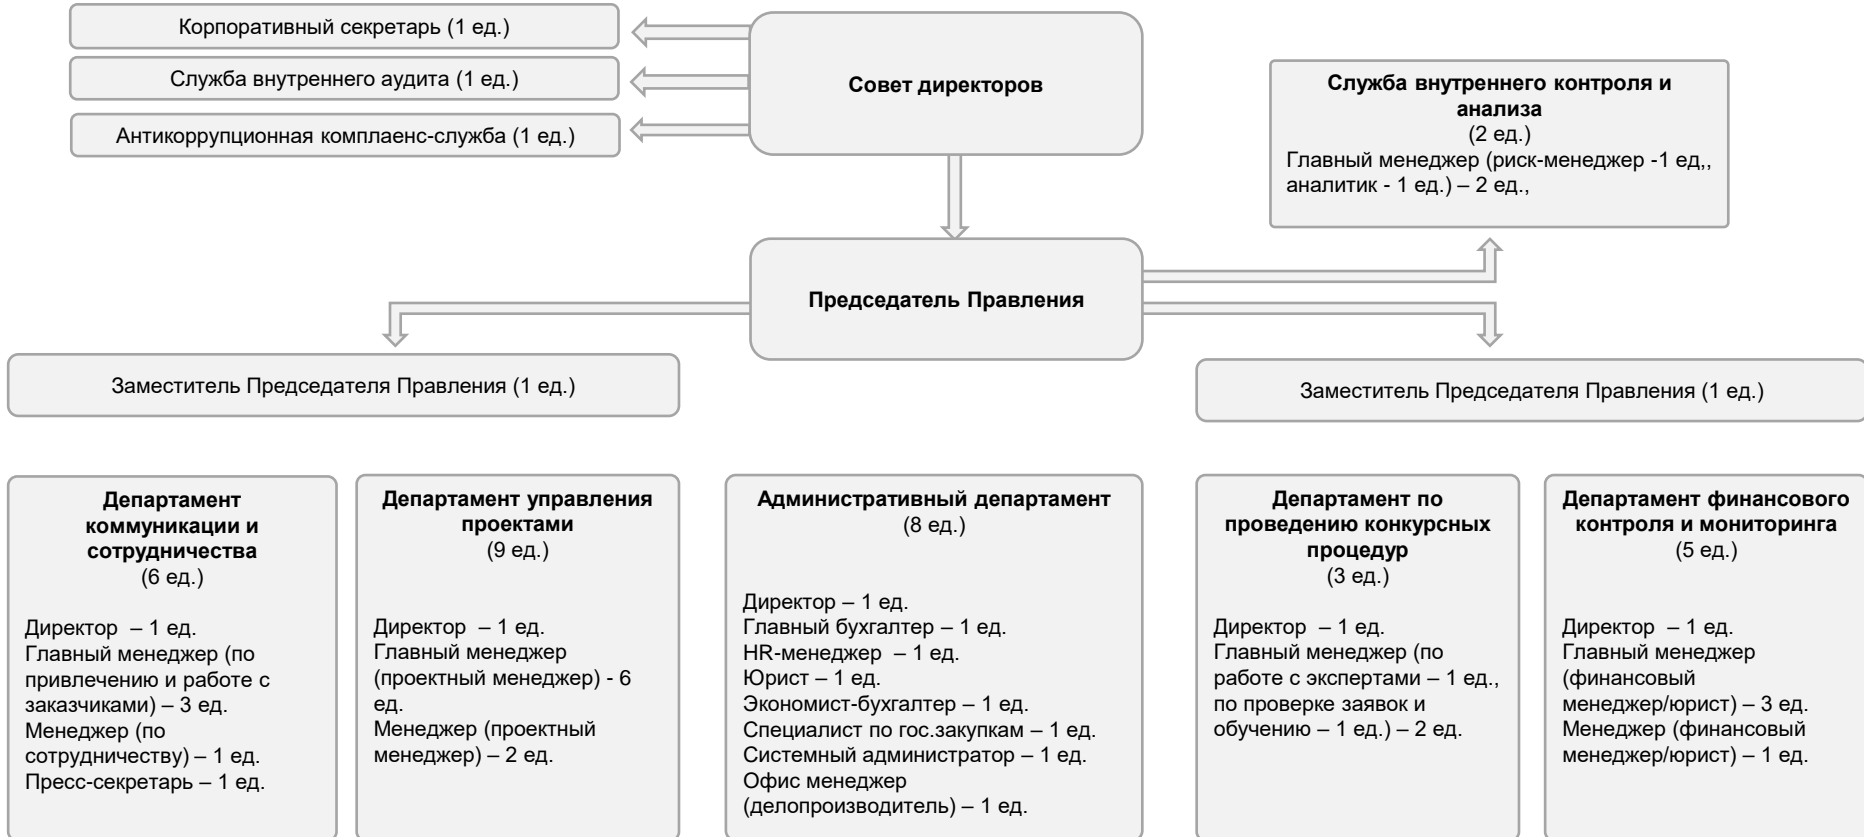 Корпоративный секретарь (1 ед.)
Служба внутреннего аудита (1 ед.)
Антикоррупционная комплаенс-служба (1 ед.)
Совет директоров
Служба внутреннего контроля и
анализа
(2 ед.)
Главный менеджер (риск-менеджер -1 ед,,
аналитик - 1 ед.) – 2 ед.,
Председатель Правления
Заместитель Председателя Правления (1 ед.)
Заместитель Председателя Правления (1 ед.)
Департамент
коммуникации и
сотрудничества
(6 ед.)
Директор – 1 ед.
Главный менеджер (по
привлечению и работе с
заказчиками) – 3 ед.
Менеджер (по
сотрудничеству) – 1 ед.
Пресс-секретарь – 1 ед.
Департамент управления
проектами
(9 ед.)
Директор – 1 ед.
Главный менеджер
(проектный менеджер) - 6
ед.
Менеджер (проектный
менеджер) – 2 ед.
Административный департамент
(8 ед.)
Директор – 1 ед.
Главный бухгалтер – 1 ед.
HR-менеджер – 1 ед.
Юрист – 1 ед.
Экономист-бухгалтер – 1 ед.
Специалист по гос.закупкам – 1 ед.
Системный администратор – 1 ед.
Офис менеджер
(делопроизводитель) – 1 ед.
Департамент по
проведению конкурсных
процедур
(3 ед.)
Директор – 1 ед.
Главный менеджер (по
работе с экспертами – 1 ед.,
по проверке заявок и
обучению – 1 ед.) – 2 ед.
Департамент финансового
контроля и мониторинга
(5 ед.)
Директор – 1 ед.
Главный менеджер
(финансовый
менеджер/юрист) – 3 ед.
Менеджер (финансовый
менеджер/юрист) – 1 ед.